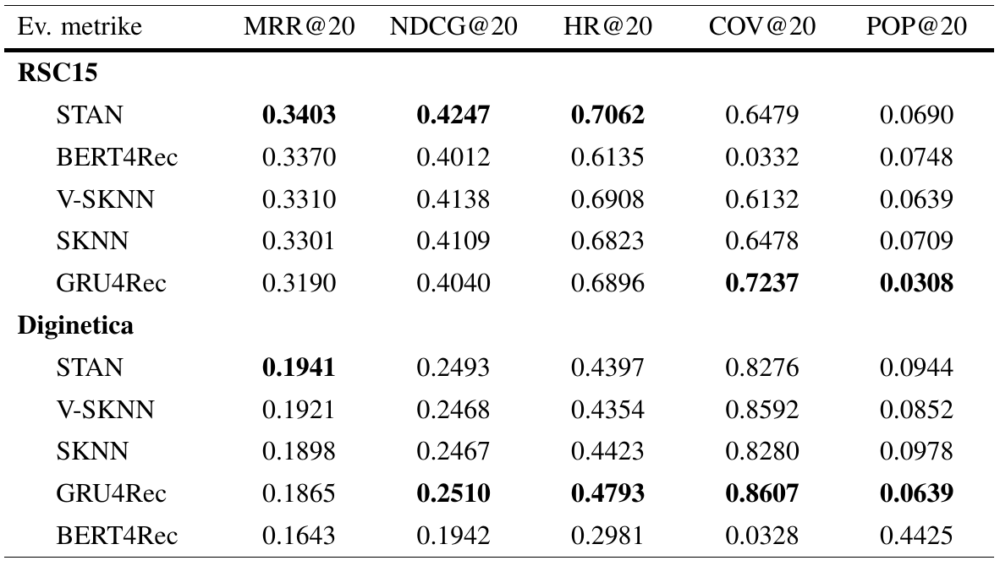 Ev. metrike MRR@20 NDCG@20 HR@20 COV@20 POP@20
RSC15
STAN 0.3403 0.4247 0.7062 0.6479 0.0690
BERT4Rec 0.3370 0.4012 0.6135 0.0332 0.0748
V-SKNN 0.3310 0.4138 0.6908 0.6132 0.0639
SKNN 0.3301 0.4109 0.6823 0.6478 0.0709
GRU4Rec 0.3190 0.4040 0.6896 0.7237 0.0308
Diginetica
STAN 0.1941 0.2493 0.4397 0.8276 0.0944
V-SKNN 0.1921 0.2468 0.4354 0.8592 0.0852
SKNN 0.1898 0.2467 0.4423 0.8280 0.0978
GRU4Rec 0.1865 0.2510 0.4793 0.8607 0.0639
BERT4Rec 0.1643 0.1942 0.2981 0.0328 0.4425